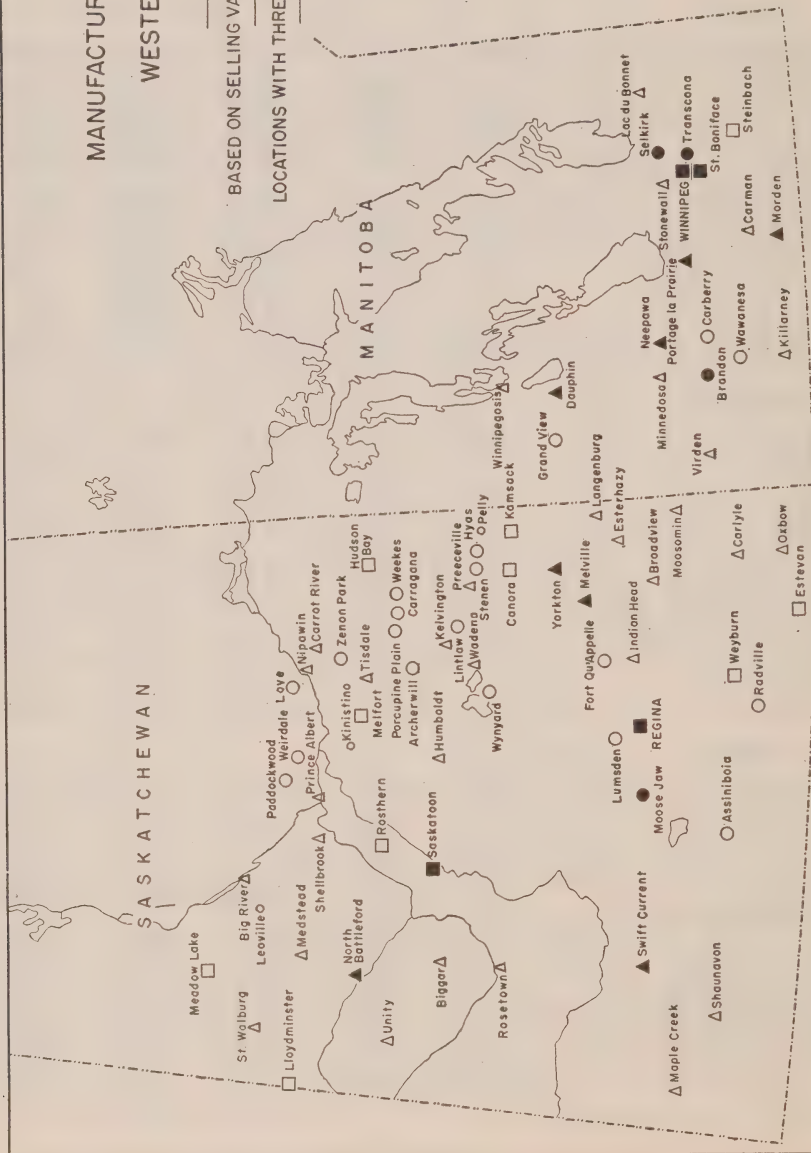 MANUFACTUR
WESTE
BASED ON SELLING VA
LOCATIONS WITH THRE
SASKATCHEWAN
MANITOBA
Meadow Lake
St. Walburg
Big River
Leoville
Lloydminster
Medstead
Shellbrook
Paddockwood
Weirdale
Love
Prince Albert
Nipawin
Carrot River
Zenon Park
Kinistino
Melfort
Tisdale
Hudson
Bay
North
Battleford
Rosthern
Porcupine Plain
Weekes
Carragana
Archerwill
Unity
Humboldt
Kelvington
Lintlaw
Preeceville
Hyas
Stenen
Pelly
Wadena
Wynyard
Biggar
Saskatoon
Canora
Kamsack
Rosetown
Yorkton
Melville
Langenburg
Esterhazy
Fort Qu'Appelle
Lumsden
Indian Head
Broadview
Moosomin
REGINA
Moose Jaw
Swift Current
Maple Creek
Shaunavon
Assiniboia
Weyburn
Radville
Carlyle
Oxbow
Estevan
Winnipegosis
Grand View
Dauphin
Neepawa
Minnedosa
Virden
Brandon
Carberry
Wawanesa
Killarney
Portage la Prairie
Stonewall
Selkirk
Lac du Bonnet
WINNIPEG
Transcona
St. Boniface
Steinbach
Carman
Morden